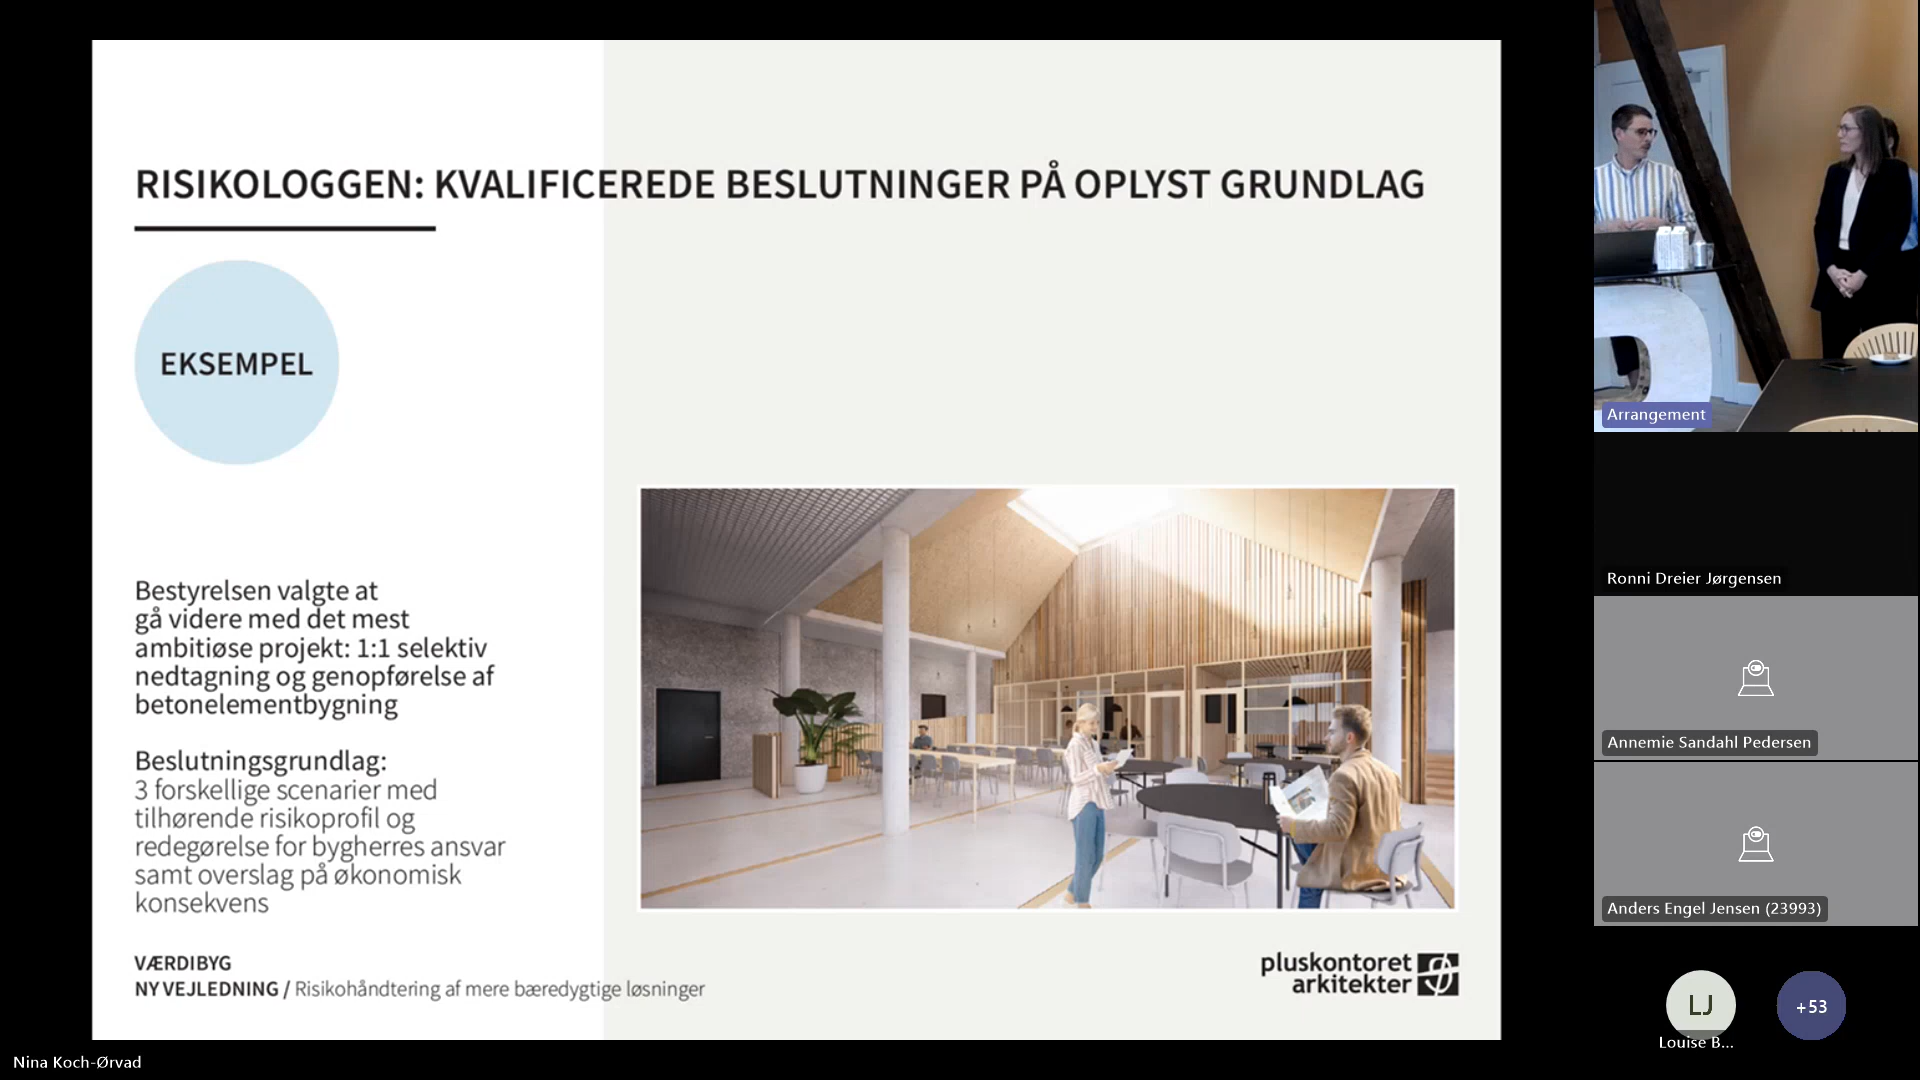 RISIKOLOGGEN: KVALIFICEREDE BESLUTNINGER PÅ OPLYST GRUNDLAG
EKSEMPEL
Bestyrelsen valgte at
gå videre med det mest
ambitiøse projekt: 1:1 selektiv
nedtagning og genopførelse af
betonelementbygning
Beslutningsgrundlag:
3 forskellige scenarier med
tilhørende risikoprofil og
redegørelse for bygherres ansvar
samt overslag på økonomisk
konsekvens
VÆRDIBYG
NY VEJLEDNING / Risikohåndtering af mere bæredygtige løsninger
pluskontoret
arkitekter
Nina Koch-Ørvad
Arrangement
Ronni Dreier Jørgensen
Annemie Sandahl Pedersen
Anders Engel Jensen (23993)
LJ
+53
Louise B...